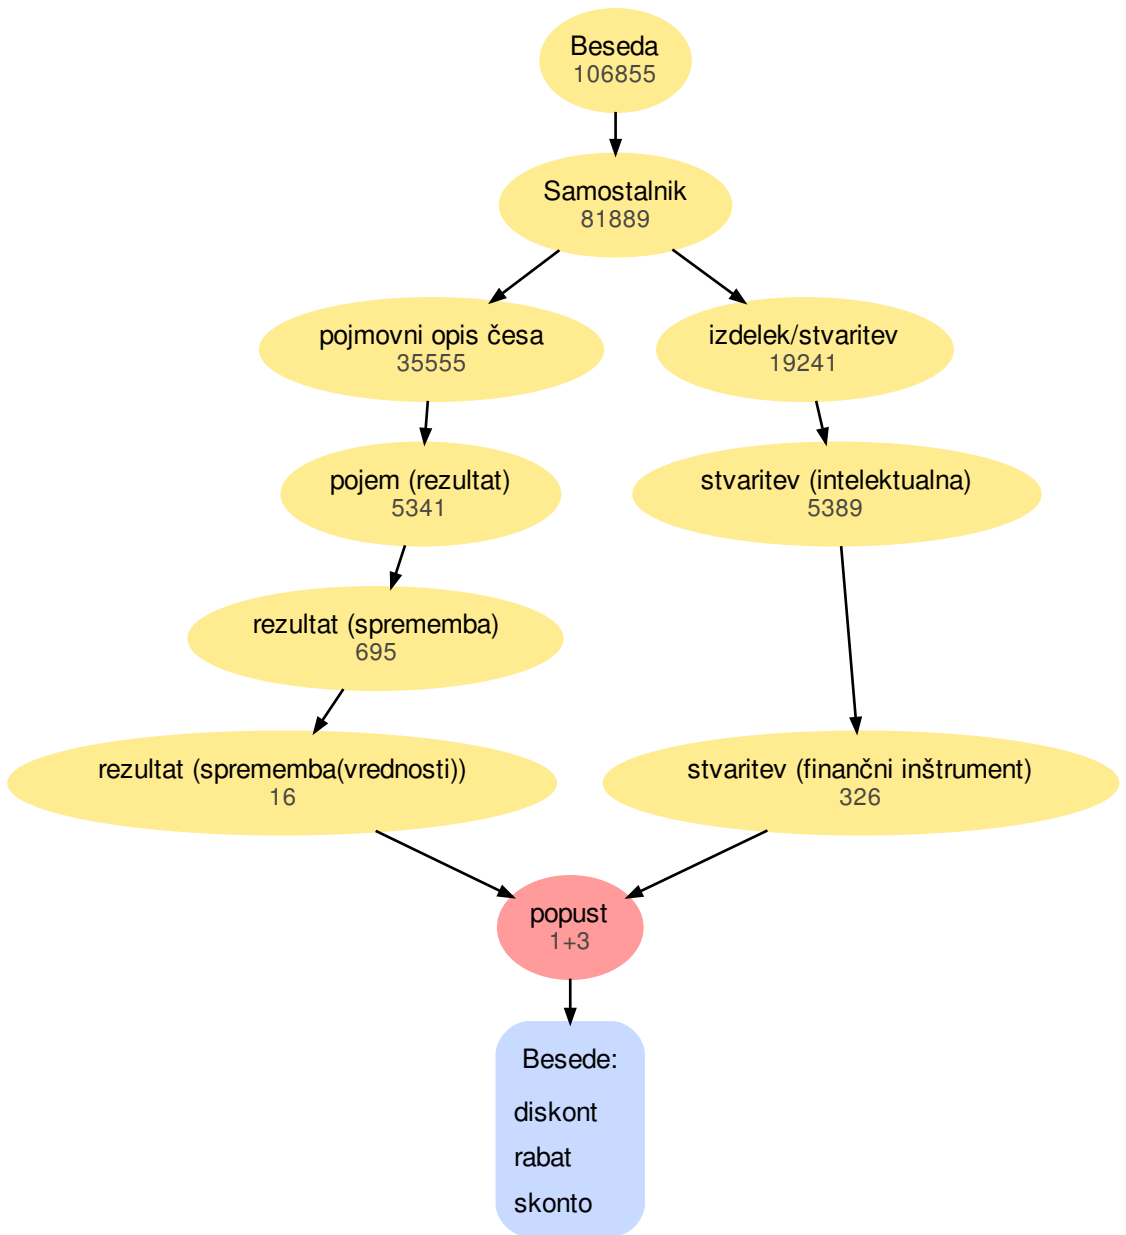 Beseda
106855
Samostalnik
81889
pojmovni opis česa
35555
izdelek/stvaritev
19241
pojem (rezultat)
5341
stvaritev (intelektualna)
5389
rezultat (sprememba)
695
rezultat (sprememba(vrednosti))
16
stvaritev (finančni inštrument)
326
popust
1+3
Besede:
diskont
rabat
skonto